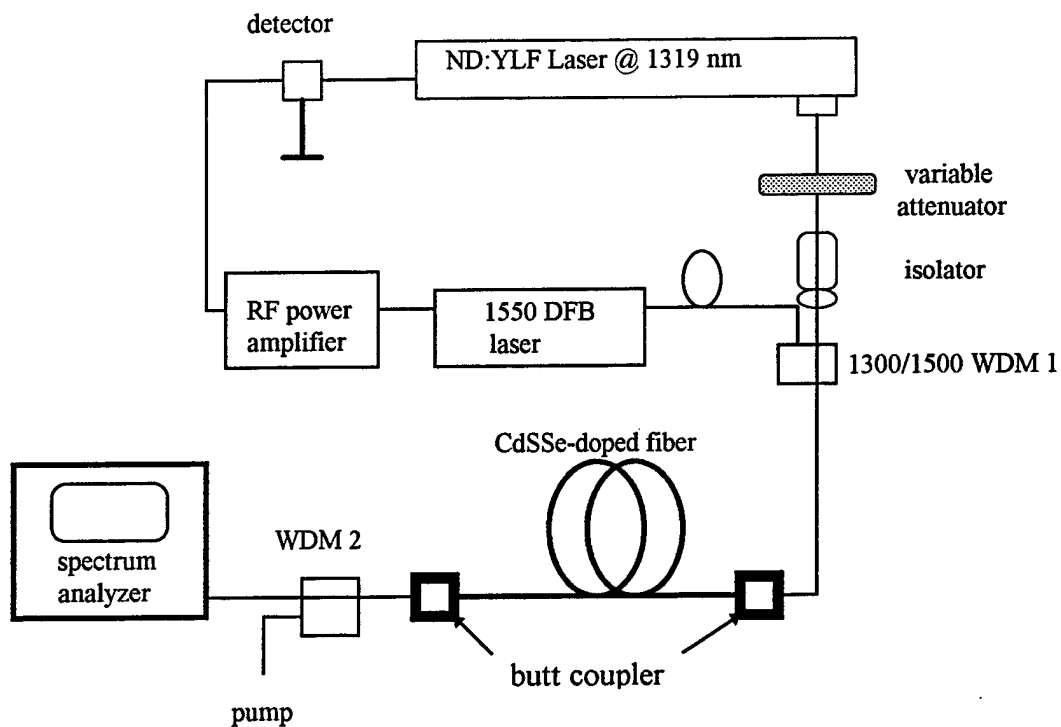 detector
ND:YLF Laser @ 1319 nm
variable
attenuator
isolator
RF power
amplifier
1550 DFB
laser
1300/1500 WDM 1
CdSSe-doped fiber
spectrum
analyzer
WDM 2
butt coupler
pump